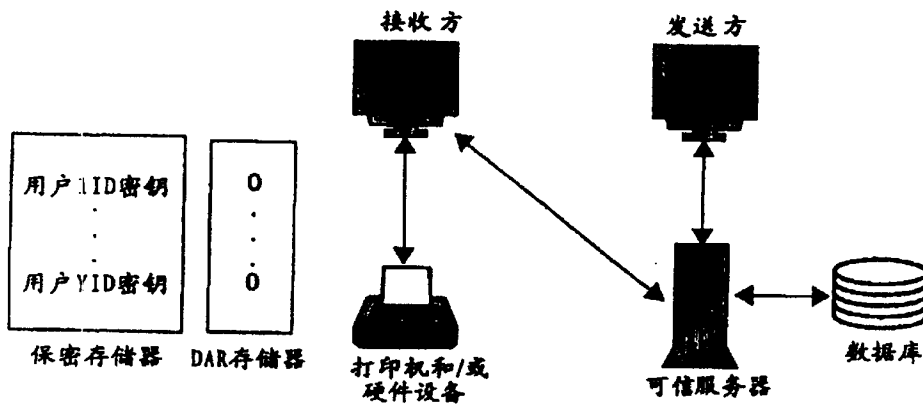 接收方
发送方
用户1ID密钥
0
·
·
·
·
·
·
用户YID密钥
0
保密存储器
DAR存储器
打印机和/或
硬件设备
可信服务器
数据库